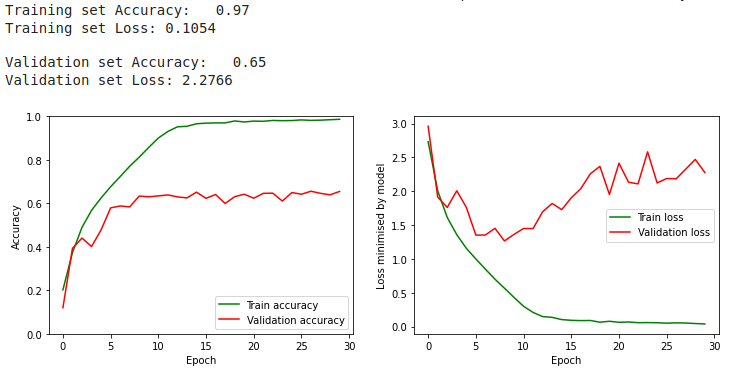 Training set Accuracy:   0.97
Training set Loss: 0.1054
Validation set Accuracy:   0.65
Validation set Loss: 2.2766
1.0
0.8
0.6
0.4
0.2
0.0
Accuracy
0
5
10
15
20
25
30
Epoch
Train accuracy
Validation accuracy
3.0
2.5
2.0
1.5
1.0
0.5
0.0
Loss minimised by model
0
5
10
15
20
25
30
Epoch
Train loss
Validation loss